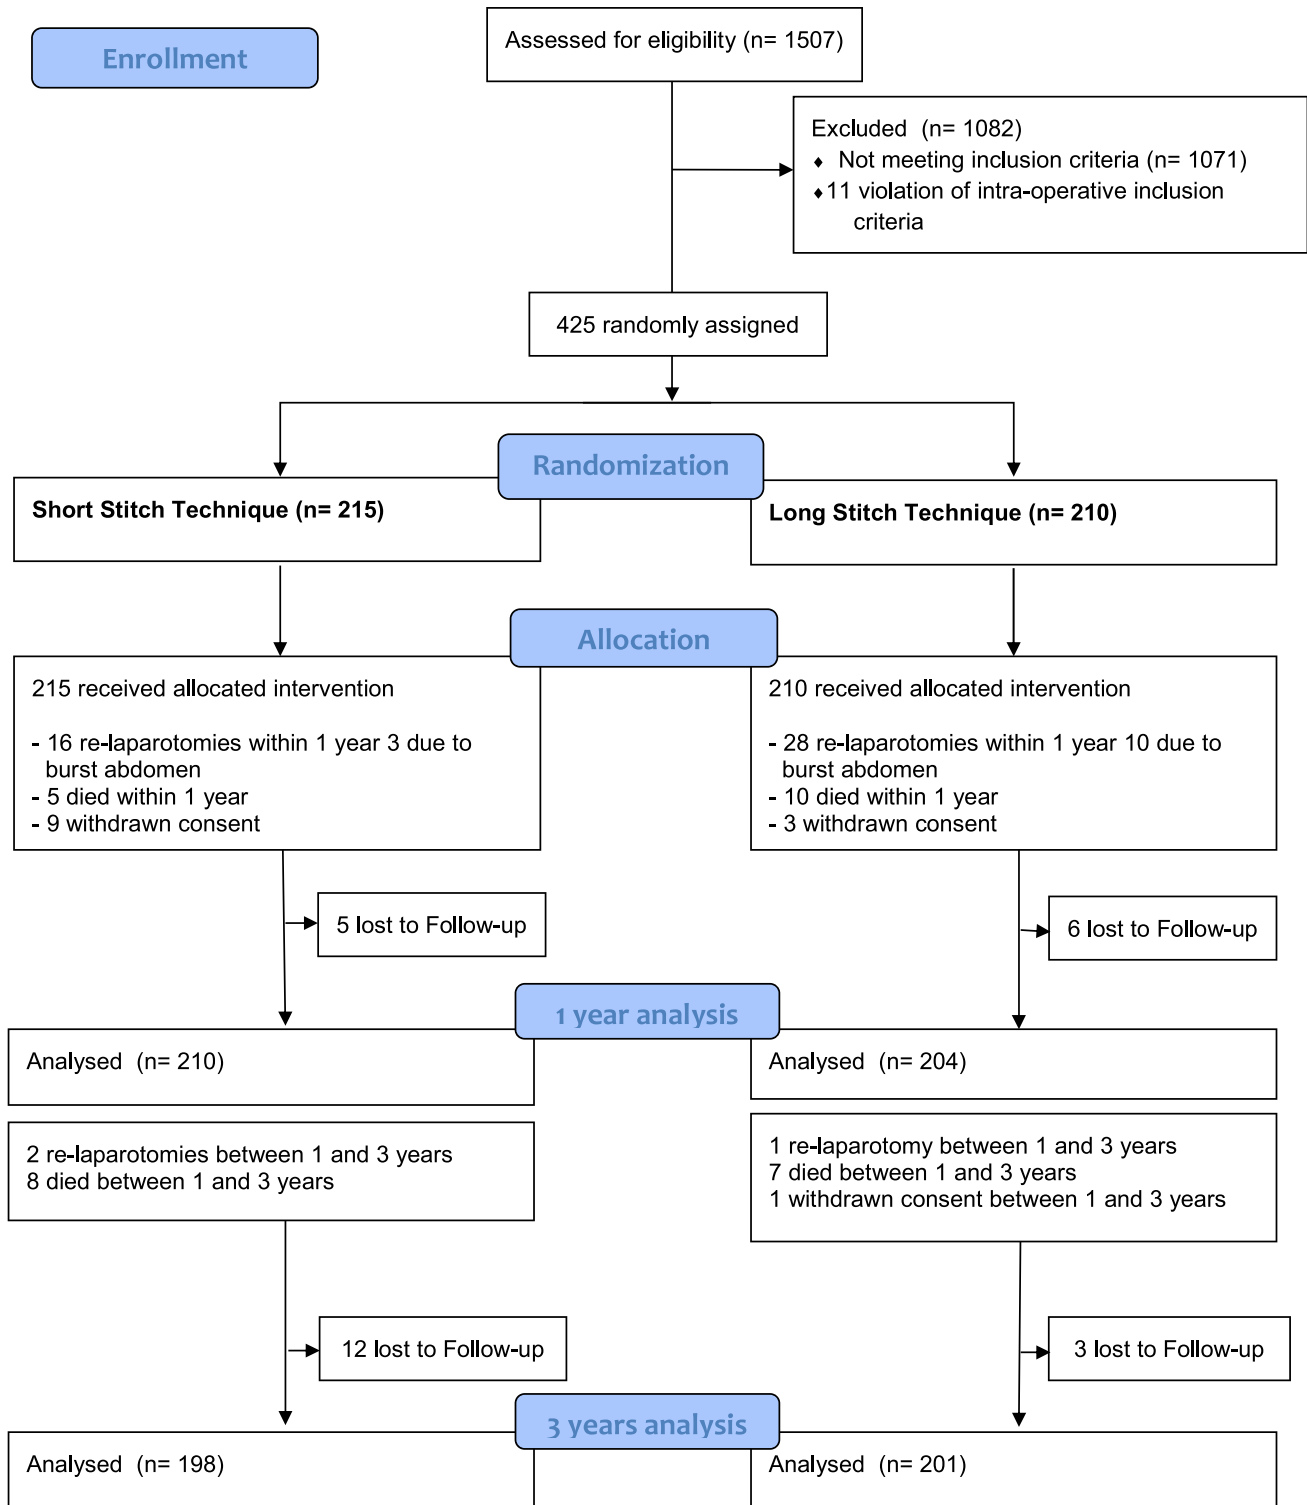 Enrollment
Assessed for eligibility (n= 1507)
Excluded (n= 1082)
♦ Not meeting inclusion criteria (n= 1071)
♦11 violation of intra-operative inclusion
criteria
425 randomly assigned
Randomization
Short Stitch Technique (n= 215)
Long Stitch Technique (n= 210)
Allocation
215 received allocated intervention
- 16 re-laparotomies within 1 year 3 due to
burst abdomen
- 5 died within 1 year
- 9 withdrawn consent
210 received allocated intervention
- 28 re-laparotomies within 1 year 10 due to
burst abdomen
- 10 died within 1 year
- 3 withdrawn consent
5 lost to Follow-up
6 lost to Follow-up
1 year analysis
Analysed (n= 210)
Analysed (n= 204)
2 re-laparotomies between 1 and 3 years
8 died between 1 and 3 years
1 re-laparotomy between 1 and 3 years
7 died between 1 and 3 years
1 withdrawn consent between 1 and 3 years
12 lost to Follow-up
3 lost to Follow-up
3 years analysis
Analysed (n= 198)
Analysed (n= 201)